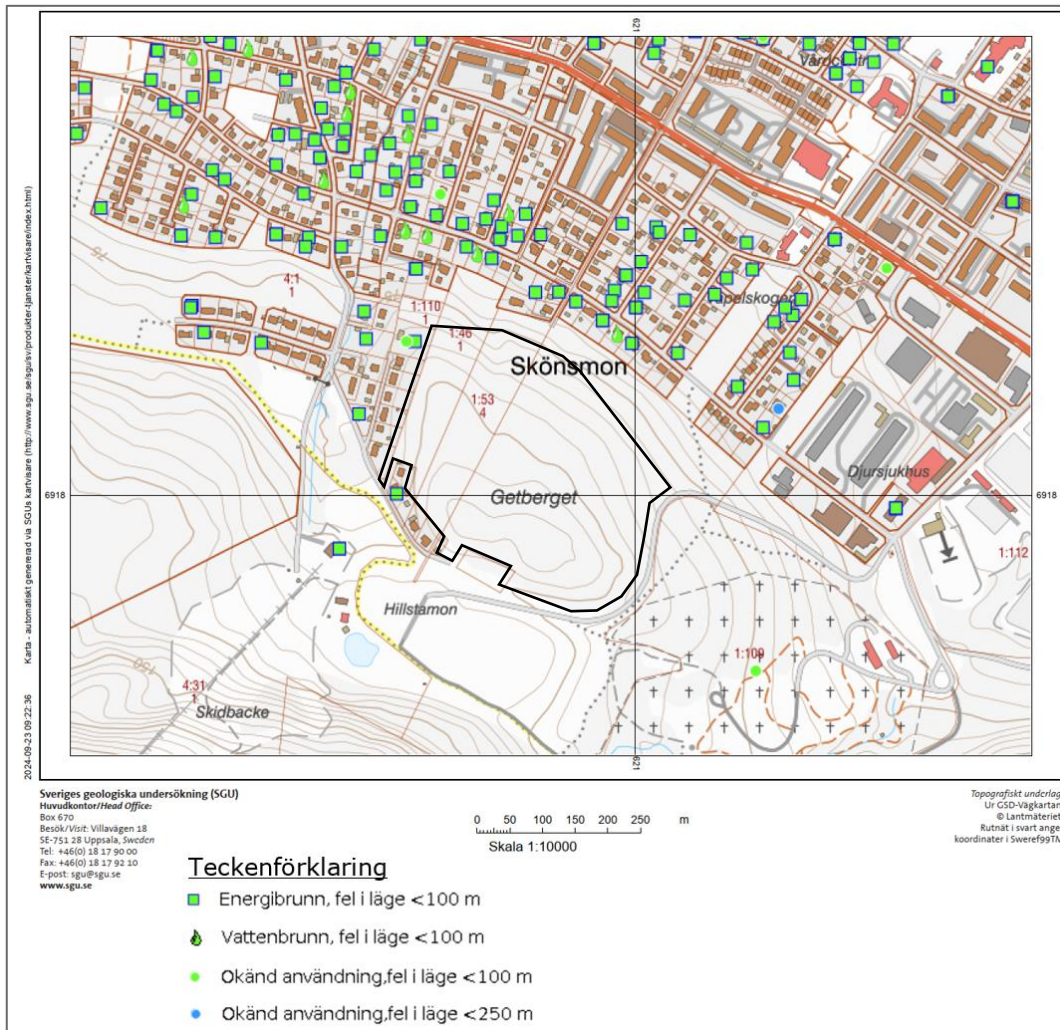 621
Vårdcentr
4:1
1
1:110
1
1:46
1
Skönsmon
1:53
4
Kapelskogen
Djursjukhus
Getberget
6918
6918
1:112
Hillstamon
1:109
4:31
1
Skidbacke
75
150
621
Karta - automatiskt genererad via SGUs kartvisare (http://www.sgu.se/sgu/sv/produkter-tjanster/kartvisare/index.html)
2024-09-23 09:22:36
Sveriges geologiska undersökning (SGU)
Huvudkontor/Head Office:
Box 670
Besök/Visit: Villavägen 18
SE-751 28 Uppsala, Sweden
Tel: +46(0) 18 17 90 00
Fax: +46(0) 18 17 92 10
E-post: sgu@sgu.se
www.sgu.se
0 50 100 150 200 250 m
Skala 1:10000
Topografiskt underlag
Ur GSD-Vägkartan
© Lantmäteriet
Rutnät i svart ange
koordinater i Sweref99TM
Teckenförklaring
Energibrunn, fel i läge <100 m
Vattenbrunn, fel i läge <100 m
Okänd användning,fel i läge <100 m
Okänd användning,fel i läge <250 m